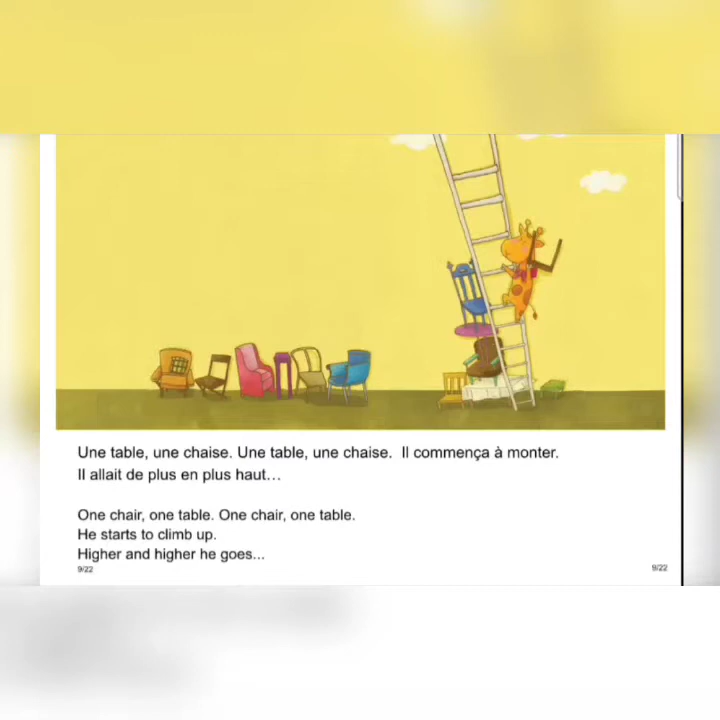 Une table, une chaise. Une table, une chaise. Il commença à monter.
Il allait de plus en plus haut…
One chair, one table. One chair, one table.
He starts to climb up.
Higher and higher he goes...
9/22
9/22